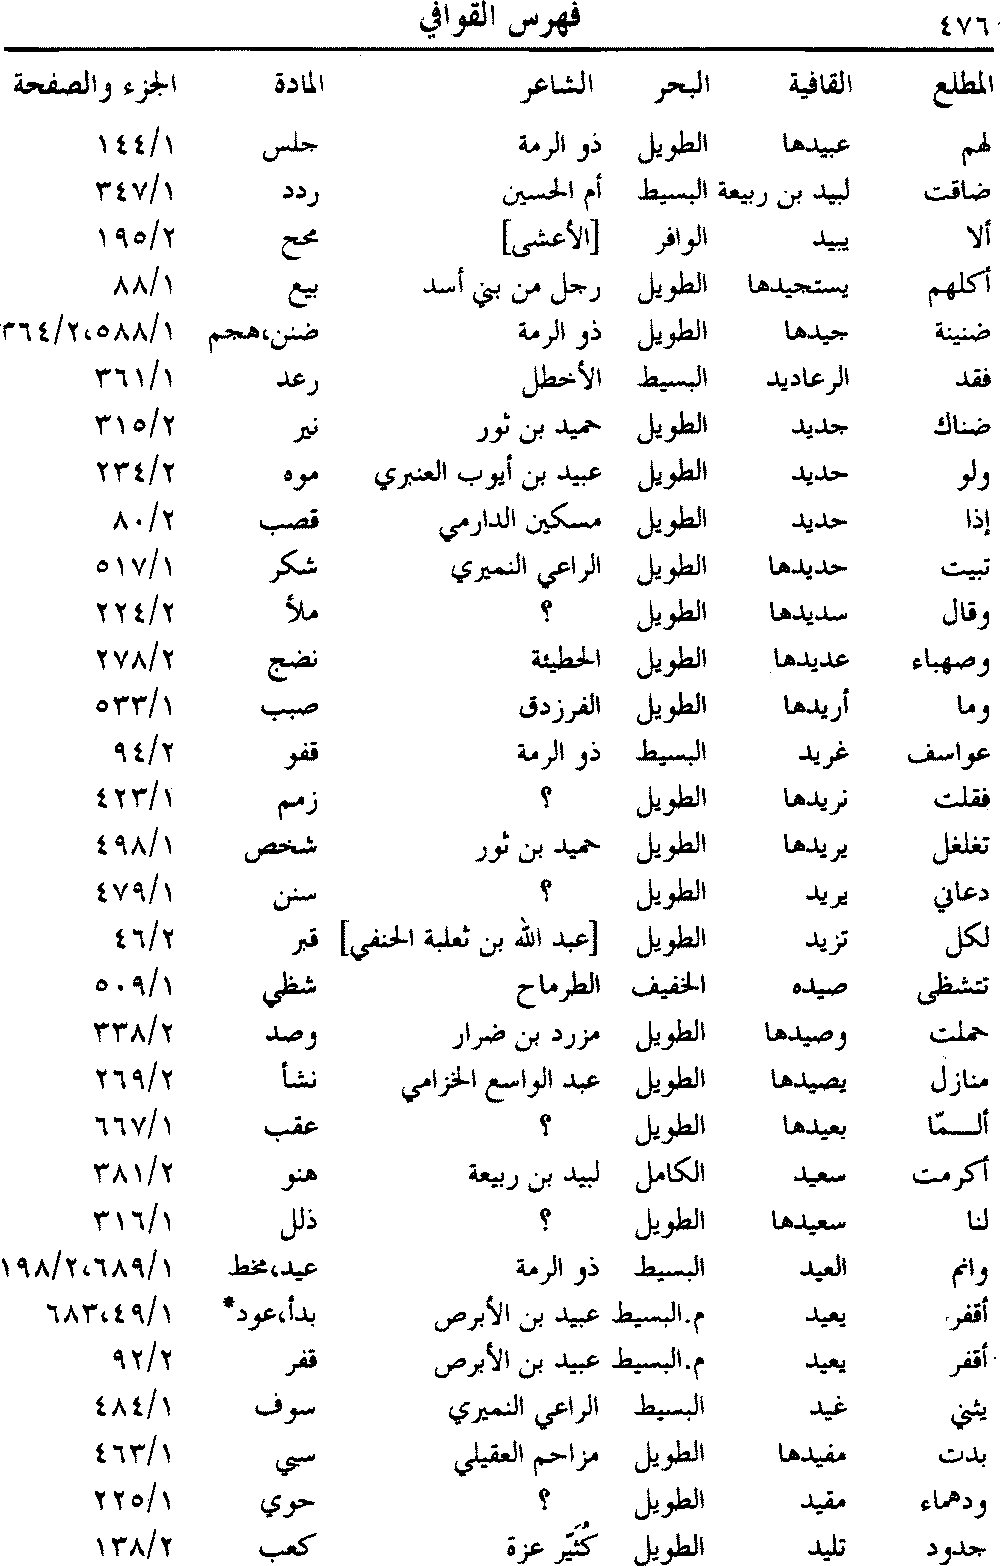 ٤٧٦ فهرس القوافي
المطلع القافية البحر الشاعر المادة الجزء والصفحة
لهم عبيدها الطويل ذو الرمة جلس ١٤٤/١
ضاقت لبيد بن ربيعة البسيط أم الحسين ردد ٣٤٧/١
ألا يبيد الوافر [الأعشى] محح ١٩٥/٢
أكلهم يستجيدها الطويل رجل من بني أسد بيع ٨٨/١
ضنينة جيدها الطويل ذو الرمة ضنن،هجم ٣٦٤/٢،٥٨٨/١
فقد الرعاديد البسيط الأخطل رعد ٣٦١/١
ضناك جديد الطويل حميد بن ثور نير ٣١٥/٢
ولو حديد الطويل عبيد بن أيوب العنبري موه ٢٣٤/٢
إذا حديد الطويل مسكين الدارمي قصب ٨٠/٢
تبيت حديدها الطويل الراعي النميري شكر ٥١٧/١
وقال سديدها الطويل ؟ ملأ ٢٢٤/٢
وصهباء عديدها الطويل الحطيئة نضج ٢٧٨/٢
وما أريدها الطويل الفرزدق صبب ٥٣٣/١
عواسف غريد البسيط ذو الرمة قفو ٩٤/٢
فقلت نريدها الطويل ؟ زمم ٤٢٣/١
تغلغل يريدها الطويل حميد بن ثور شخص ٤٩٨/١
دعاني يريد الطويل ؟ سنن ٤٧٩/١
لكل تزيد الطويل [عبد الله بن ثعلبة الحنفي] قبر ٤٦/٢
تتشظى صيده الخفيف الطرماح شظي ٥٠٩/١
حملت وصيدها الطويل مزرد بن ضرار وصد ٣٣٨/٢
منازل يصيدها الطويل عبد الواسع الخزامي نشأ ٢٦٩/٢
ألـــمّا بعيدها الطويل ؟ عقب ٦٦٧/١
أكرمت سعيد الكامل لبيد بن ربيعة هنو ٣٨١/٢
لنا سعيدها الطويل ؟ ذلل ٣١٦/١
وانم العيد البسيط ذو الرمة عيد،مخط ١٩٨/٢،٦٨٩/١
أقفر يعيد م.البسيط عبيد بن الأبرص بدأ،عود* ٦٨٣،٤٩/١
أقفر يعيد م.البسيط عبيد بن الأبرص قفر ٩٢/٢
يثني غيد البسيط الراعي النميري سوف ٤٨٤/١
بدت مفيدها الطويل مزاحم العقيلي سبي ٤٦٣/١
ودهماء مقيد الطويل ؟ حوي ٢٢٥/١
جدود تليد الطويل كُثَيّر عزة كعب ١٣٨/٢